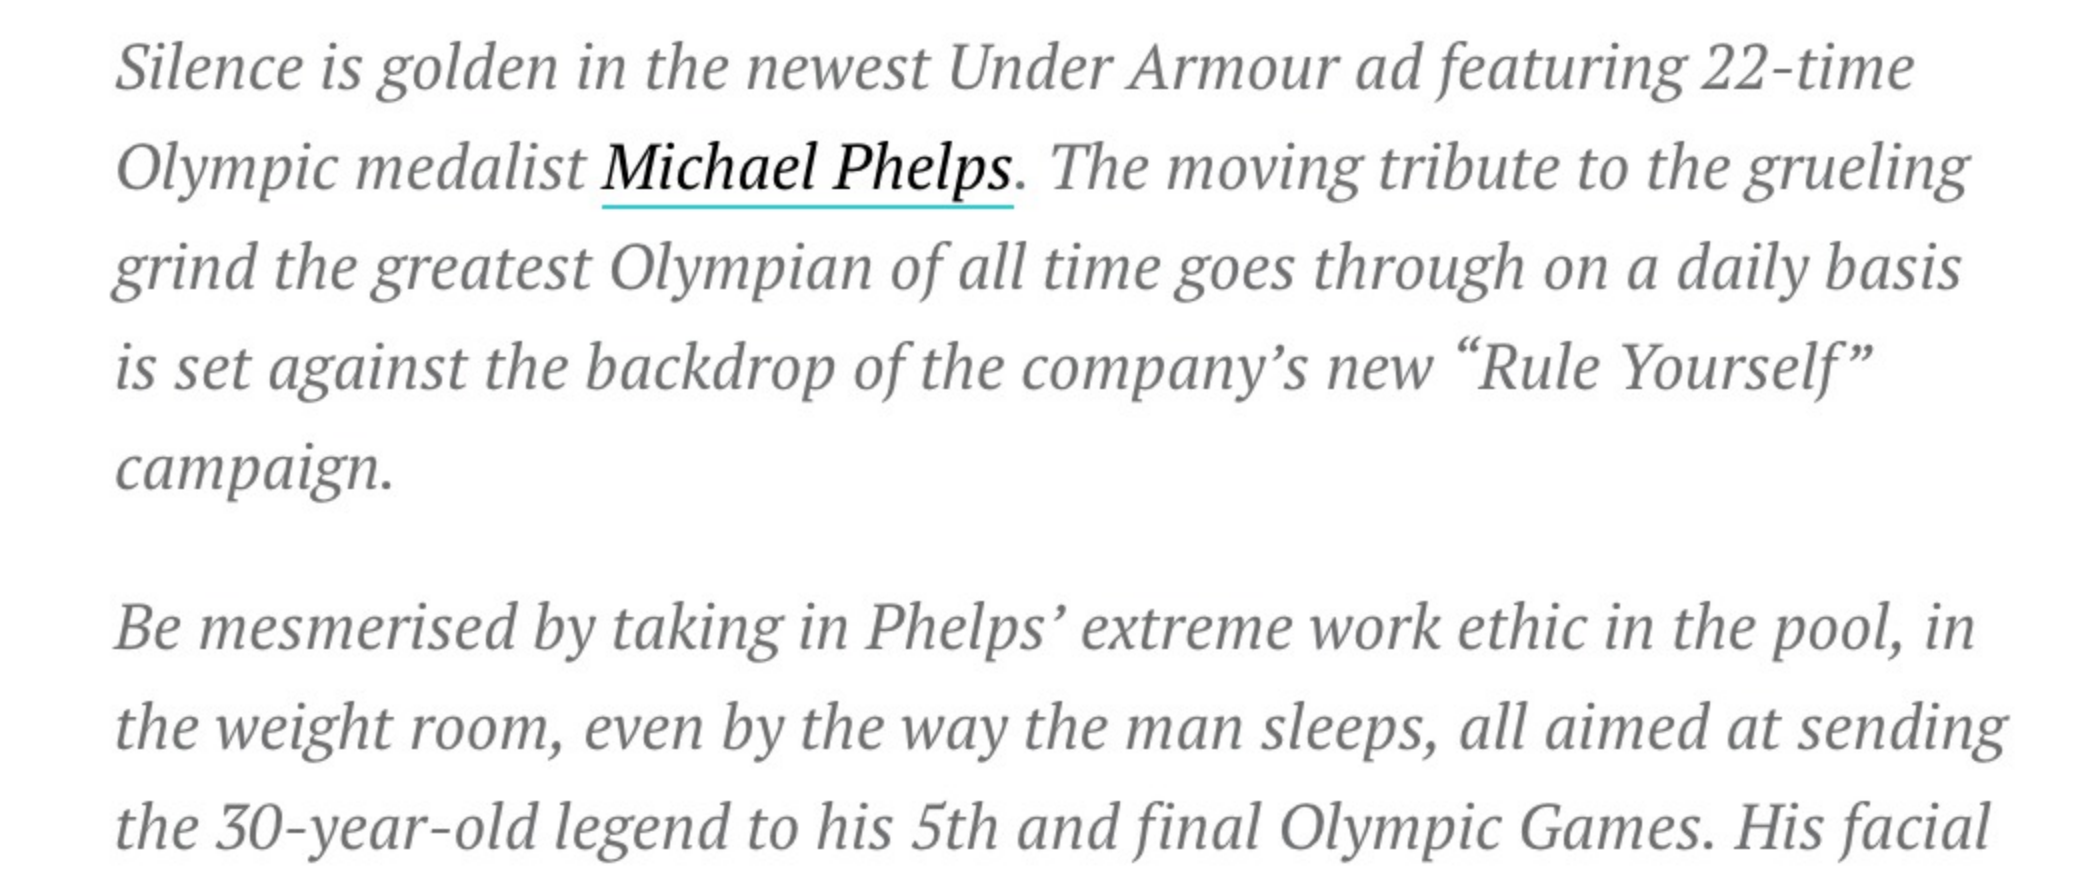 Silence is golden in the newest Under Armour ad featuring 22-time
Olympic medalist Michael Phelps. The moving tribute to the grueling
grind the greatest Olympian of all time goes through on a daily basis
is set against the backdrop of the company’s new “Rule Yourself”
campaign.
Be mesmerised by taking in Phelps’ extreme work ethic in the pool, in
the weight room, even by the way the man sleeps, all aimed at sending
the 30-year-old legend to his 5th and final Olympic Games. His facial